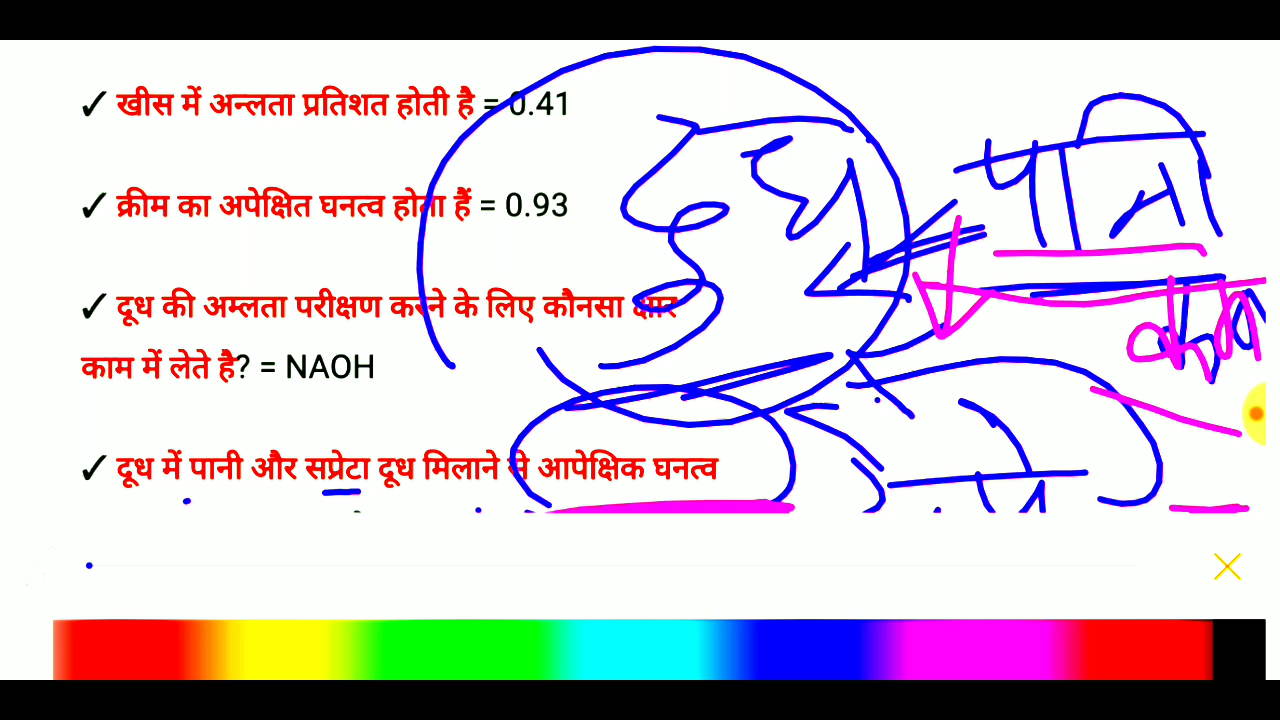 ✓ खीस में अन्लता प्रतिशत होती है = 0.41
✓ क्रीम का अपेक्षित घनत्व होता हैं = 0.93
✓ दूध की अम्लता परीक्षण करने के लिए कौनसा क्षार
काम में लेते है? = NAOH
✓ दूध में पानी और सप्रेटा दूध मिलाने से आपेक्षिक घनत्व
दूध
पानी